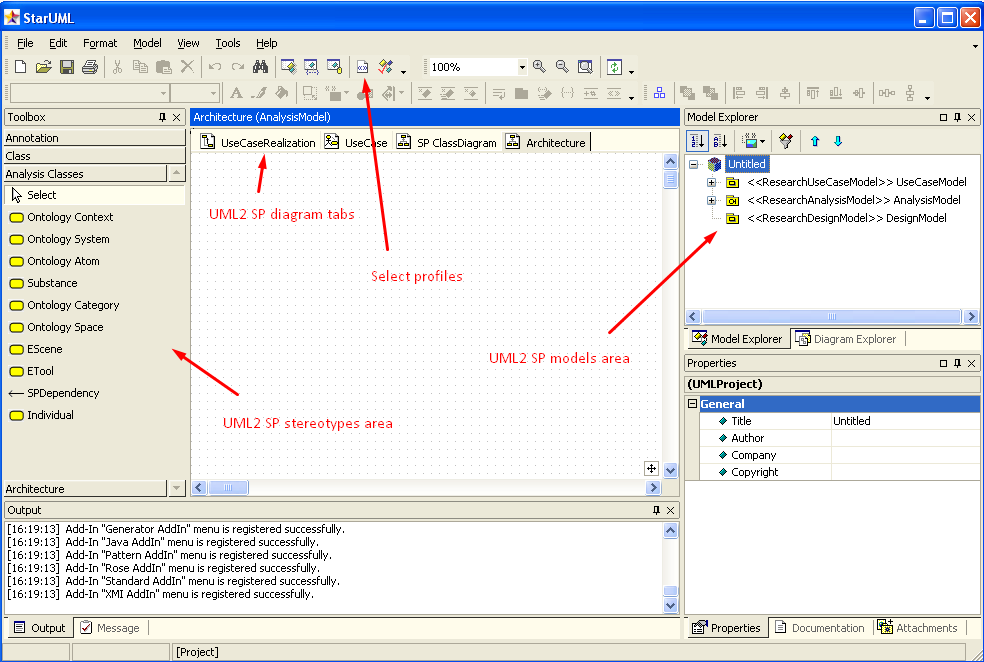 StarUML
File Edit Format Model View Tools Help
100%
Toolbox
Annotation
Class
Analysis Classes
Select
Ontology Context
Ontology System
Ontology Atom
Substance
Ontology Category
Ontology Space
EScene
ETool
SPDependency
Individual
Architecture
Architecture (AnalysisModel)
UseCaseRealization UseCase SP ClassDiagram Architecture
UML2 SP diagram tabs
Select profiles
UML2 SP models area
UML2 SP stereotypes area
Model Explorer
Untitled
<<ResearchUseCaseModel>> UseCaseModel
<<ResearchAnalysisModel>> AnalysisModel
<<ResearchDesignModel>> DesignModel
Model Explorer Diagram Explorer
Properties
(UMLProject)
General
Title Untitled
Author
Company
Copyright
Properties Documentation Attachments
Output
[16:19:13] Add-In "Generator AddIn" menu is registered successfully.
[16:19:13] Add-In "Java AddIn" menu is registered successfully.
[16:19:13] Add-In "Pattern AddIn" menu is registered successfully.
[16:19:13] Add-In "Rose AddIn" menu is registered successfully.
[16:19:13] Add-In "Standard AddIn" menu is registered successfully.
[16:19:13] Add-In "XMI AddIn" menu is registered successfully.
Output Message
[Project]